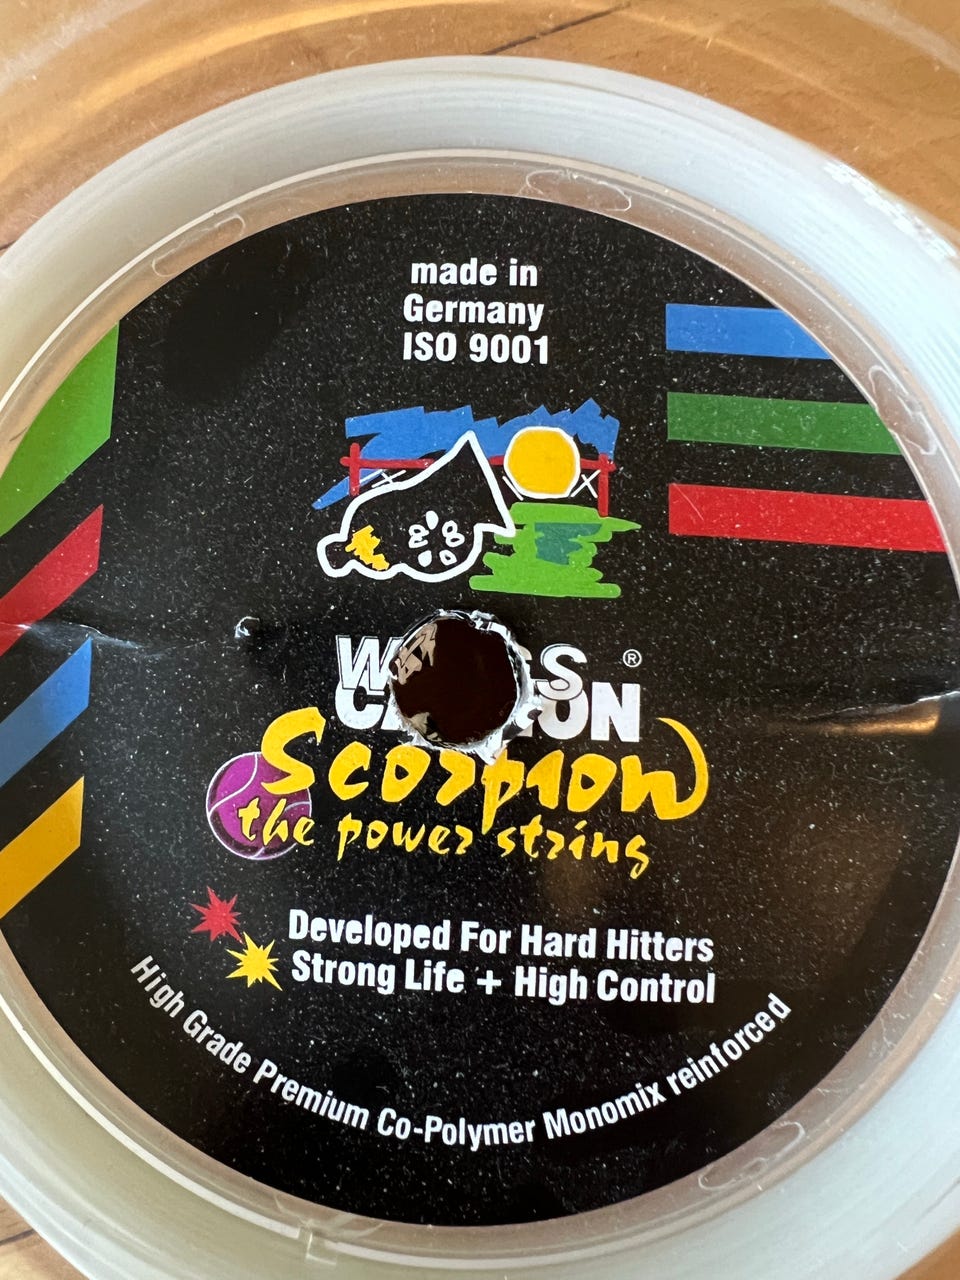 made in
Germany
ISO 9001
®
Scorpion
the power string
Developed For Hard Hitters
Strong Life + High Control
High Grade Premium Co-Polymer Monomix reinforced